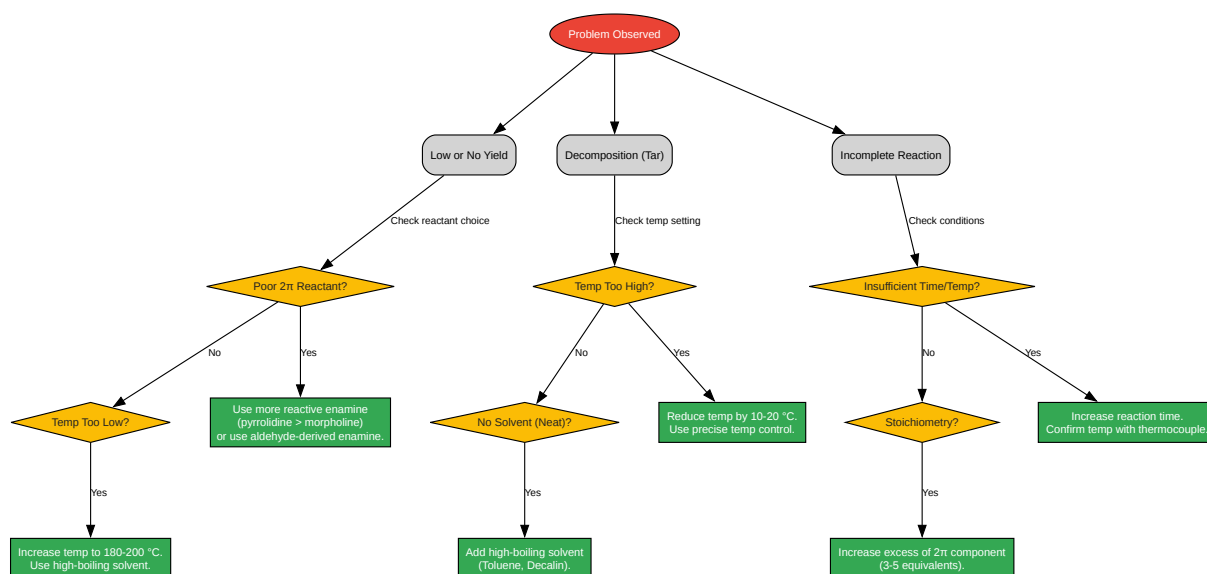 Problem Observed
Low or No Yield
Decomposition (Tar)
Incomplete Reaction
Check reactant choice
Check temp setting
Check conditions
Poor 2π Reactant?
Temp Too High?
Insufficient Time/Temp?
No
Yes
No
Yes
No
Yes
Temp Too Low?
Use more reactive enamine
(pyrrolidine > morpholine)
or use aldehyde-derived enamine.
No Solvent (Neat)?
Reduce temp by 10-20 °C.
Use precise temp control.
Stoichiometry?
Increase reaction time.
Confirm temp with thermocouple.
Yes
Yes
Yes
Increase temp to 180-200 °C.
Use high-boiling solvent.
Add high-boiling solvent
(Toluene, Decalin).
Increase excess of 2π component
(3-5 equivalents).